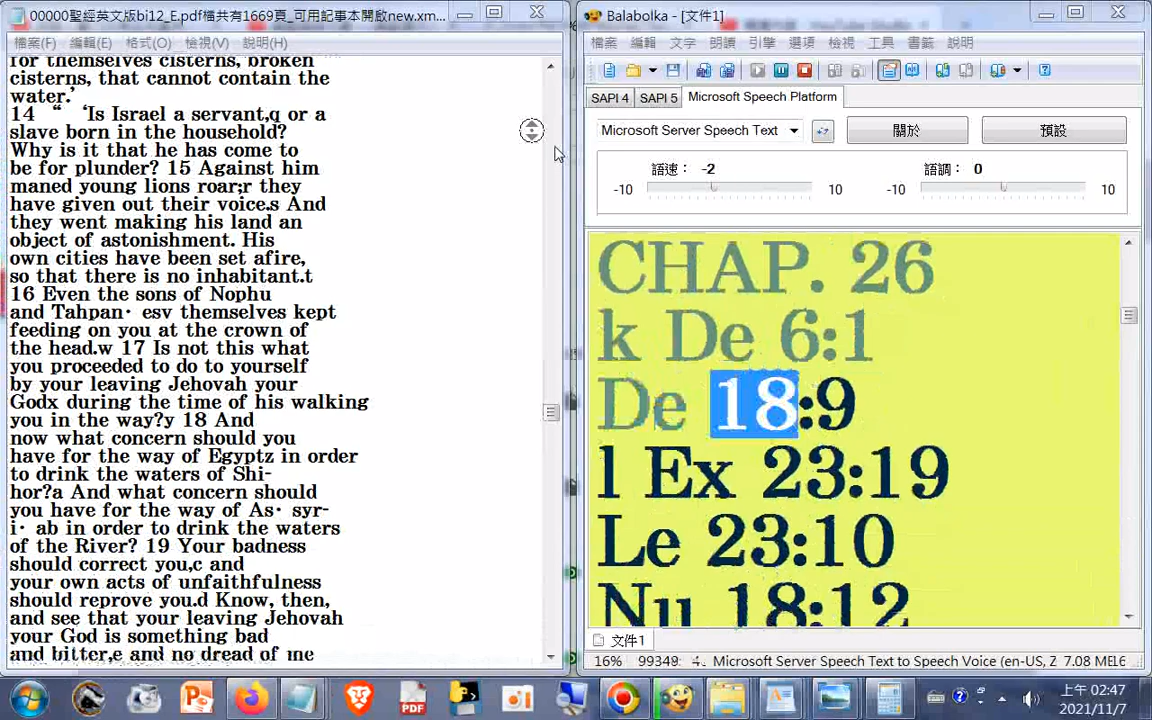 00000聖經英文版bi12_E.pdf檔共有1669頁_可用記事本開啟new.xm...
檔案(F) 編輯(E) 格式(O) 檢視(V) 說明(H)
for themselves cisterns, broken
cisterns, that cannot contain the
water.’
14 “ ‘Is Israel a servant,q or a
slave born in the household?
Why is it that he has come to
be for plunder? 15 Against him
maned young lions roar;r they
have given out their voice.s And
they went making his land an
object of astonishment. His
own cities have been set afire,
so that there is no inhabitant.t
16 Even the sons of Nophu
and Tahpan· esv themselves kept
feeding on you at the crown of
the head.w 17 Is not this what
you proceeded to do to yourself
by your leaving Jehovah your
Godx during the time of his walking
you in the way?y 18 And
now what concern should you
have for the way of Egyptz in order
to drink the waters of Shi-
hor?a And what concern should
you have for the way of As· syr-
i· ab in order to drink the waters
of the River? 19 Your badness
should correct you,c and
your own acts of unfaithfulness
should reprove you.d Know, then,
and see that your leaving Jehovah
your God is something bad
and bitter,e and no dread of me
Balabolka - [文件1]
檔案 編輯 文字 朗讀 引擎 選項 檢視 工具 書籤 說明
SAPI 4 SAPI 5 Microsoft Speech Platform
Microsoft Server Speech Text 關於 預設
語速： -2 語調： 0
-10 10 -10 10
CHAP. 26
k De 6:1
De 18:9
l Ex 23:19
Le 23:10
Nu 18:12
文件1
16% 99349: Microsoft Server Speech Text to Speech Voice (en-US, Z 7.08 МБ
PDF
上午 02:47
2021/11/7